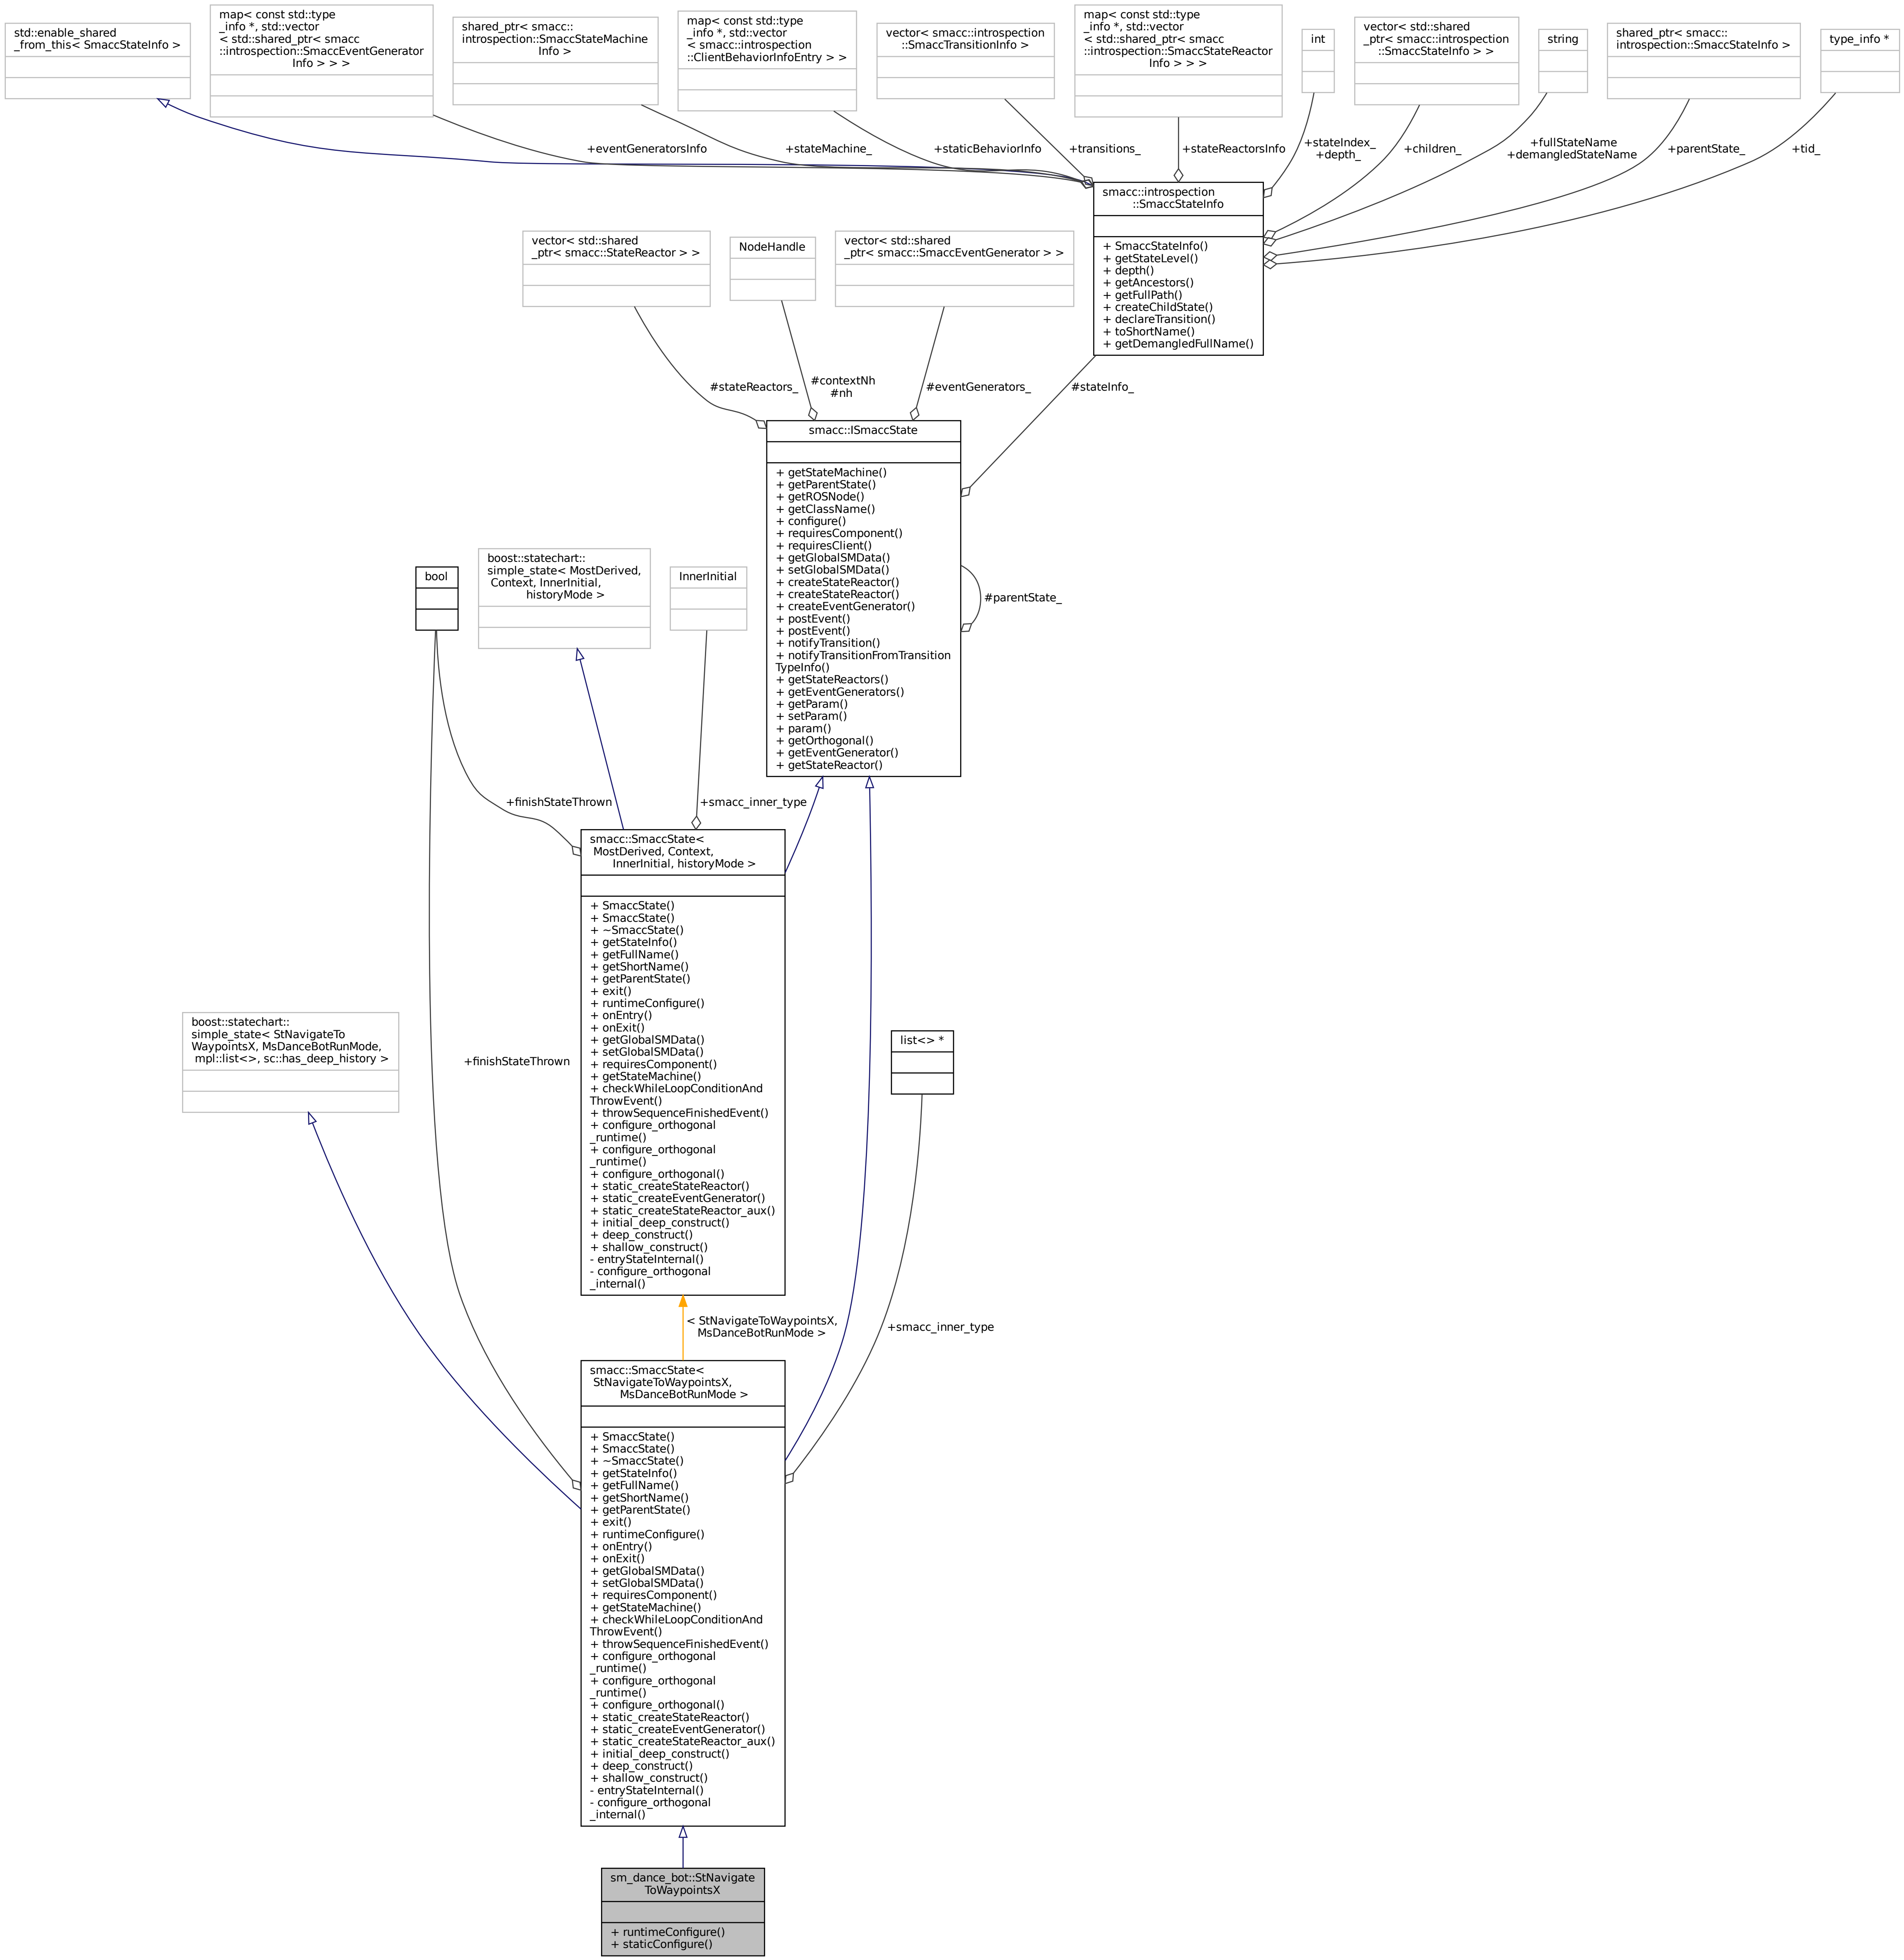 std::enable_shared
_from_this< SmaccStateInfo >
map< const std::type
_info *, std::vector
< std::shared_ptr< smacc
::introspection::SmaccEventGenerator
Info > > >
shared_ptr< smacc::
introspection::SmaccStateMachine
Info >
map< const std::type
_info *, std::vector
< smacc::introspection
::ClientBehaviorInfoEntry > >
vector< smacc::introspection
::SmaccTransitionInfo >
map< const std::type
_info *, std::vector
< std::shared_ptr< smacc
::introspection::SmaccStateReactor
Info > > >
int
vector< std::shared
_ptr< smacc::introspection
::SmaccStateInfo > >
string
shared_ptr< smacc::
introspection::SmaccStateInfo >
type_info *
+eventGeneratorsInfo
+stateMachine_
+staticBehaviorInfo
+transitions_
+stateReactorsInfo
+stateIndex_
+depth_
+children_
+fullStateName
+demangledStateName
+parentState_
+tid_
smacc::introspection
::SmaccStateInfo
+ SmaccStateInfo()
+ getStateLevel()
+ depth()
+ getAncestors()
+ getFullPath()
+ createChildState()
+ declareTransition()
+ toShortName()
+ getDemangledFullName()
vector< std::shared
_ptr< smacc::StateReactor > >
NodeHandle
vector< std::shared
_ptr< smacc::SmaccEventGenerator > >
#stateReactors_
#contextNh
#nh
#eventGenerators_
#stateInfo_
smacc::ISmaccState
+ getStateMachine()
+ getParentState()
+ getROSNode()
+ getClassName()
+ configure()
+ requiresComponent()
+ requiresClient()
+ getGlobalSMData()
+ setGlobalSMData()
+ createStateReactor()
+ createStateReactor()
+ createEventGenerator()
+ postEvent()
+ postEvent()
+ notifyTransition()
+ notifyTransitionFromTransition
TypeInfo()
+ getStateReactors()
+ getEventGenerators()
+ getParam()
+ setParam()
+ param()
+ getOrthogonal()
+ getEventGenerator()
+ getStateReactor()
#parentState_
bool
boost::statechart::
simple_state< MostDerived,
Context, InnerInitial,
historyMode >
InnerInitial
+finishStateThrown
+smacc_inner_type
smacc::SmaccState<
MostDerived, Context,
InnerInitial, historyMode >
+ SmaccState()
+ SmaccState()
+ ~SmaccState()
+ getStateInfo()
+ getFullName()
+ getShortName()
+ getParentState()
+ exit()
+ runtimeConfigure()
+ onEntry()
+ onExit()
+ getGlobalSMData()
+ setGlobalSMData()
+ requiresComponent()
+ getStateMachine()
+ checkWhileLoopConditionAnd
ThrowEvent()
+ throwSequenceFinishedEvent()
+ configure_orthogonal
_runtime()
+ configure_orthogonal
_runtime()
+ configure_orthogonal()
+ static_createStateReactor()
+ static_createEventGenerator()
+ static_createStateReactor_aux()
+ initial_deep_construct()
+ deep_construct()
+ shallow_construct()
- entryStateInternal()
- configure_orthogonal
_internal()
boost::statechart::
simple_state< StNavigateTo
WaypointsX, MsDanceBotRunMode,
mpl::list<>, sc::has_deep_history >
+finishStateThrown
list<> *
< StNavigateToWaypointsX,
MsDanceBotRunMode >
+smacc_inner_type
smacc::SmaccState<
StNavigateToWaypointsX,
MsDanceBotRunMode >
+ SmaccState()
+ SmaccState()
+ ~SmaccState()
+ getStateInfo()
+ getFullName()
+ getShortName()
+ getParentState()
+ exit()
+ runtimeConfigure()
+ onEntry()
+ onExit()
+ getGlobalSMData()
+ setGlobalSMData()
+ requiresComponent()
+ getStateMachine()
+ checkWhileLoopConditionAnd
ThrowEvent()
+ throwSequenceFinishedEvent()
+ configure_orthogonal
_runtime()
+ configure_orthogonal
_runtime()
+ configure_orthogonal()
+ static_createStateReactor()
+ static_createEventGenerator()
+ static_createStateReactor_aux()
+ initial_deep_construct()
+ deep_construct()
+ shallow_construct()
- entryStateInternal()
- configure_orthogonal
_internal()
sm_dance_bot::StNavigate
ToWaypointsX
+ runtimeConfigure()
+ staticConfigure()